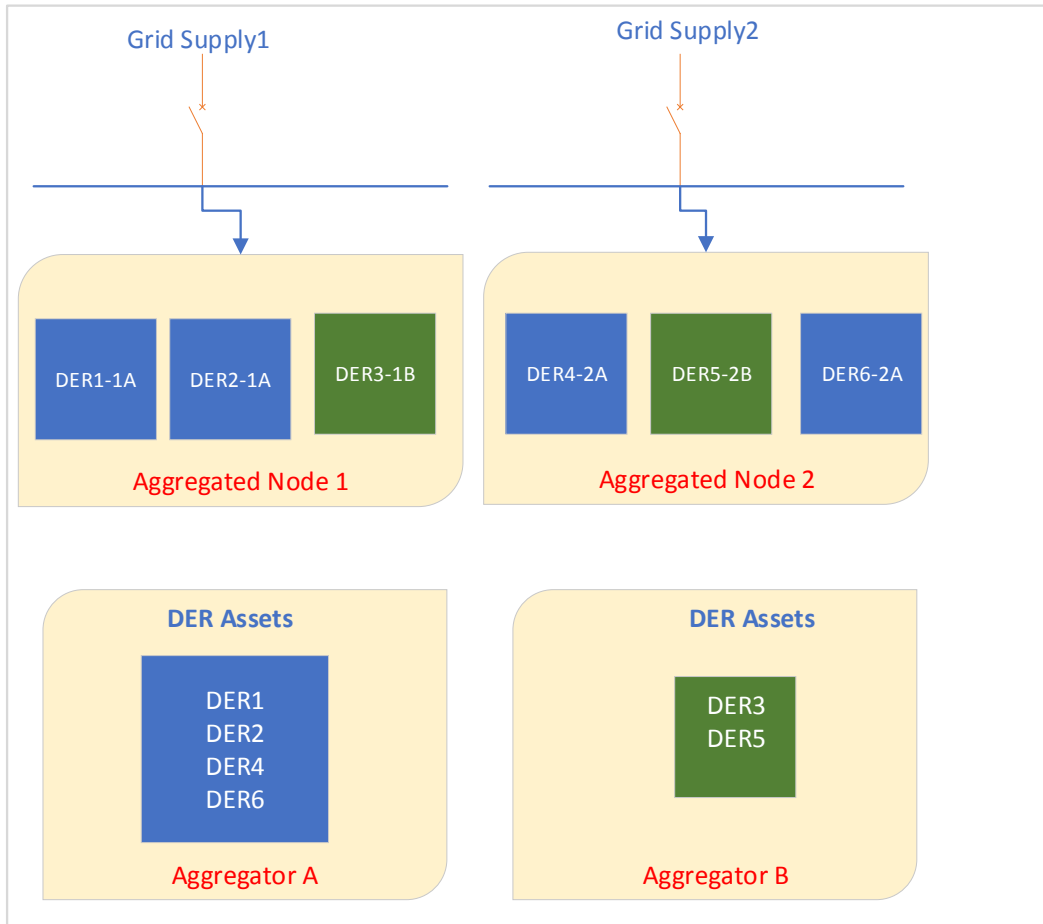 Grid Supply1
Grid Supply2
DER1-1A
DER2-1A
DER3-1B
Aggregated Node 1
DER4-2A
DER5-2B
DER6-2A
Aggregated Node 2
DER Assets
DER1
DER2
DER4
DER6
Aggregator A
DER Assets
DER3
DER5
Aggregator B